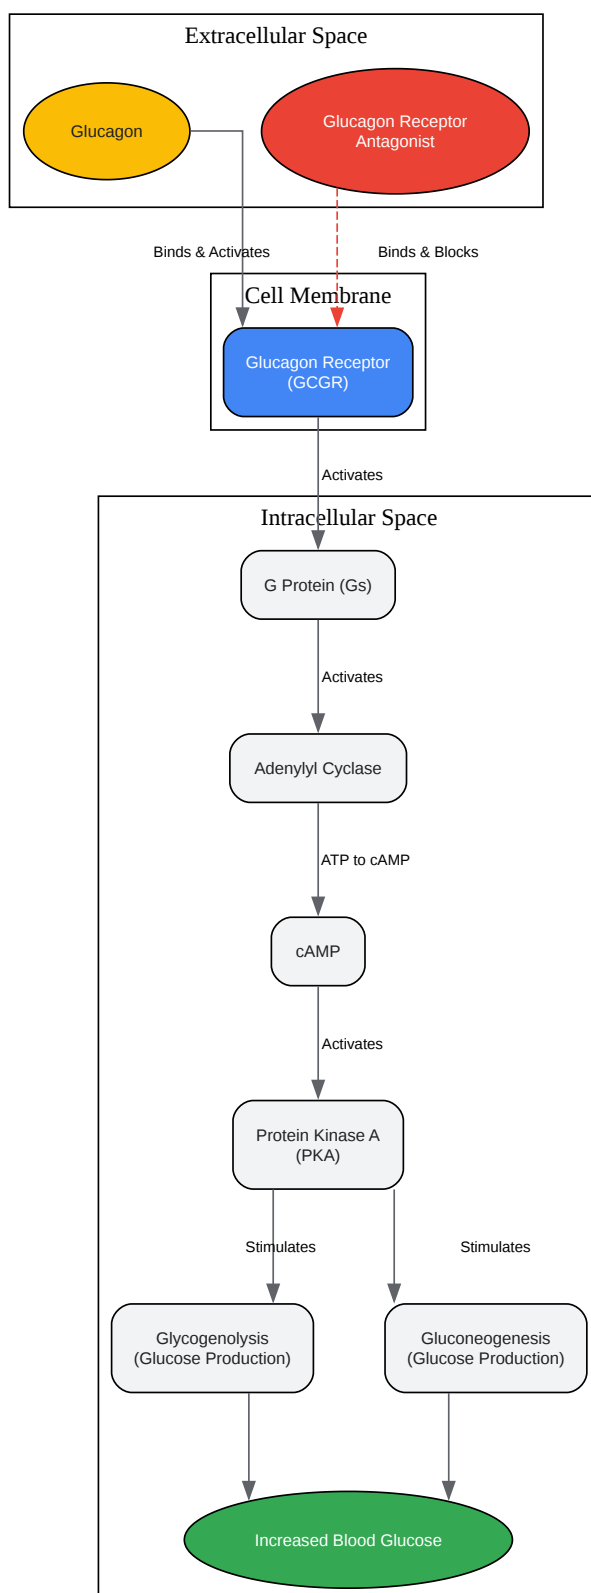 Extracellular Space
Glucagon
Glucagon Receptor
Antagonist
Binds & Activates
Binds & Blocks
Cell Membrane
Glucagon Receptor
(GCGR)
Activates
Intracellular Space
G Protein (Gs)
Activates
Adenylyl Cyclase
ATP to cAMP
cAMP
Activates
Protein Kinase A
(PKA)
Stimulates
Stimulates
Glycogenolysis
(Glucose Production)
Gluconeogenesis
(Glucose Production)
Increased Blood Glucose